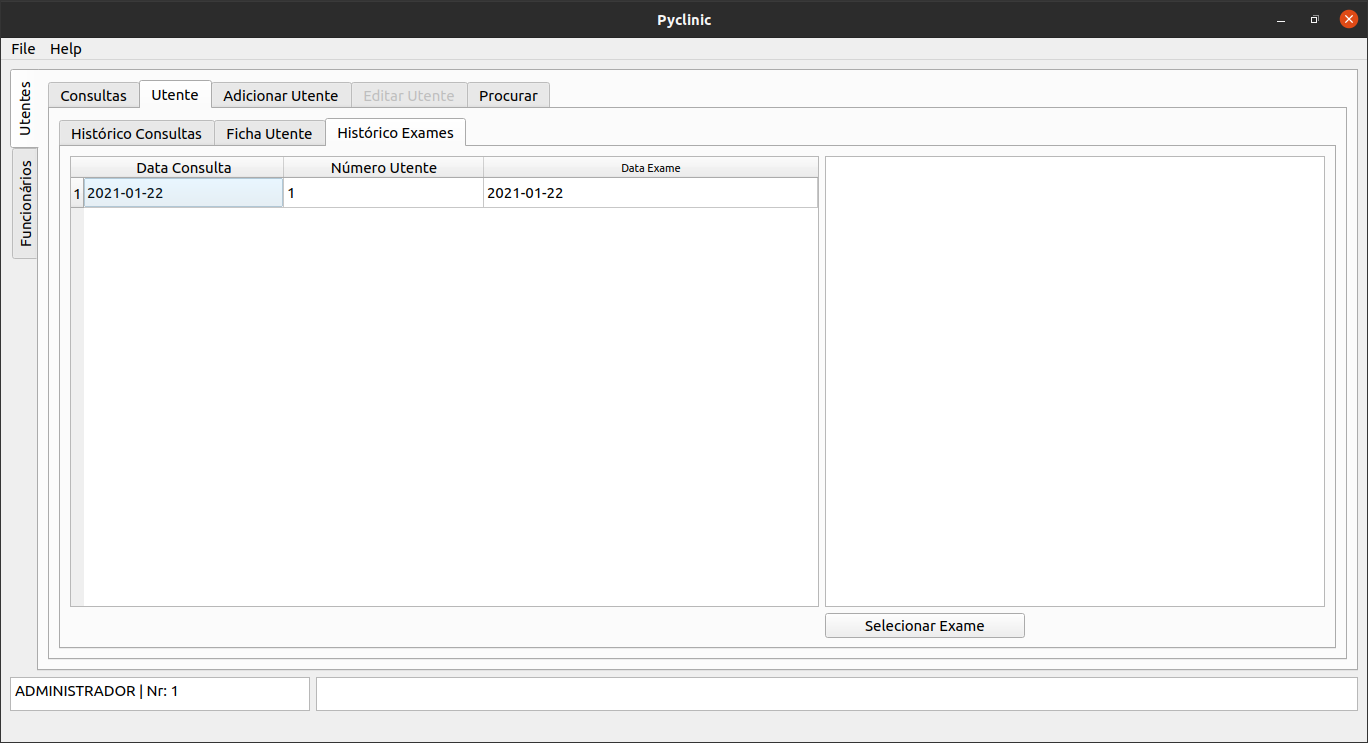 Pyclinic
File Help
Utentes
Funcionários
Consultas Utente Adicionar Utente Editar Utente Procurar
Histórico Consultas Ficha Utente Histórico Exames
Data Consulta Número Utente Data Exame
1 2021-01-22 1 2021-01-22
Selecionar Exame
ADMINISTRADOR | Nr: 1